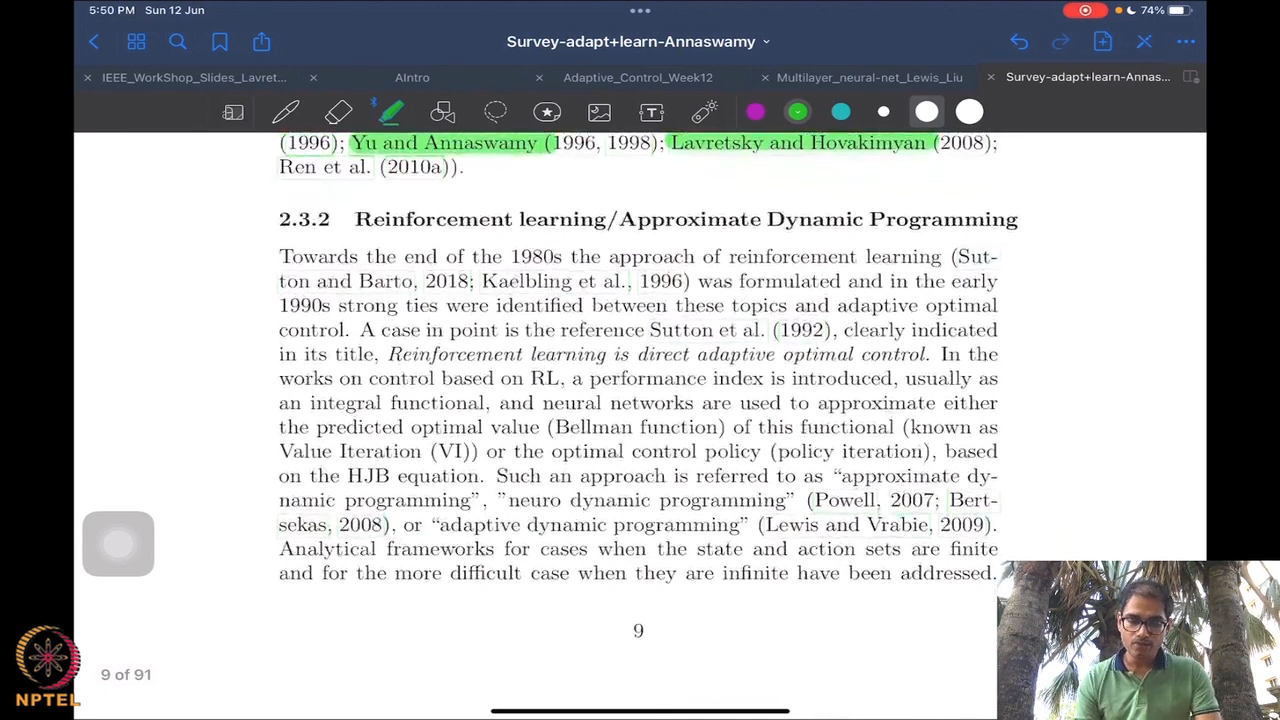 5:50 PM Sun 12 Jun
74%
Survey-adapt+learn-Annaswamy
IEEE_WorkShop_Slides_Lavret...
AIntro
Adaptive_Control_Week12
Multilayer_neural-net_Lewis_Liu
Survey-adapt+learn-Annas...
(1996); Yu and Annaswamy (1996, 1998); Lavretsky and Hovakimyan (2008);
Ren et al. (2010a)).
2.3.2 Reinforcement learning/Approximate Dynamic Programming
Towards the end of the 1980s the approach of reinforcement learning (Sut-
ton and Barto, 2018; Kaelbling et al., 1996) was formulated and in the early
1990s strong ties were identified between these topics and adaptive optimal
control. A case in point is the reference Sutton et al. (1992), clearly indicated
in its title, Reinforcement learning is direct adaptive optimal control. In the
works on control based on RL, a performance index is introduced, usually as
an integral functional, and neural networks are used to approximate either
the predicted optimal value (Bellman function) of this functional (known as
Value Iteration (VI)) or the optimal control policy (policy iteration), based
on the HJB equation. Such an approach is referred to as “approximate dy-
namic programming”, ”neuro dynamic programming” (Powell, 2007; Bert-
sekas, 2008), or “adaptive dynamic programming” (Lewis and Vrabie, 2009).
Analytical frameworks for cases when the state and action sets are finite
and for the more difficult case when they are infinite have been addressed.
9
9 of 91
NPTEL